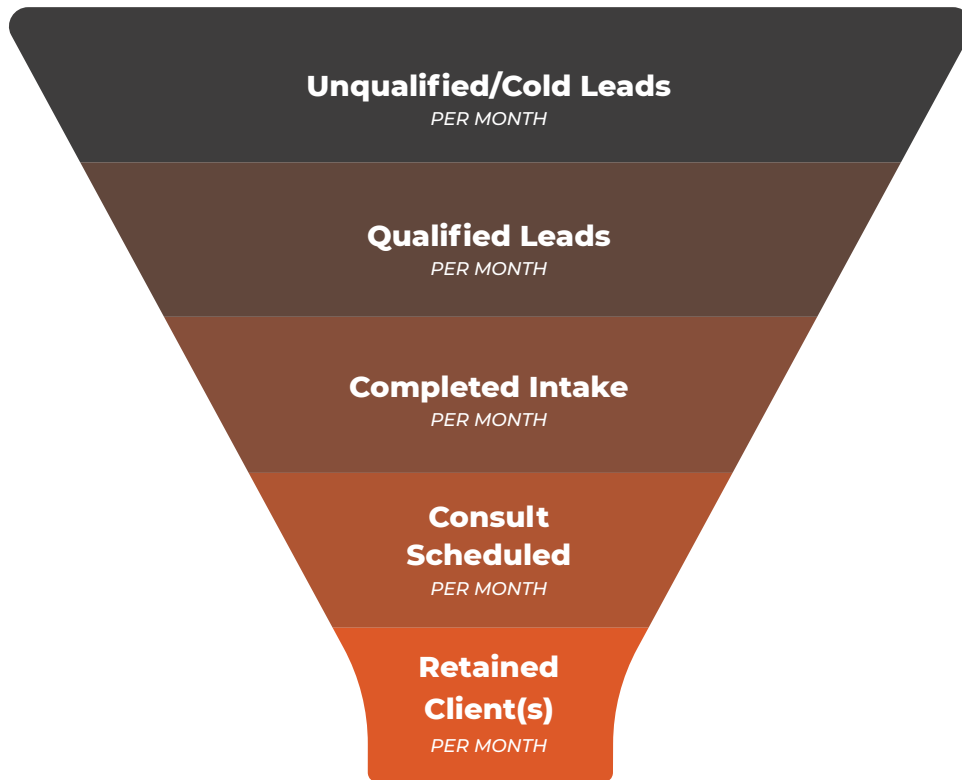 Unqualified/Cold Leads
PER MONTH
Qualified Leads
PER MONTH
Completed Intake
PER MONTH
Consult
Scheduled
PER MONTH
Retained
Client(s)
PER MONTH